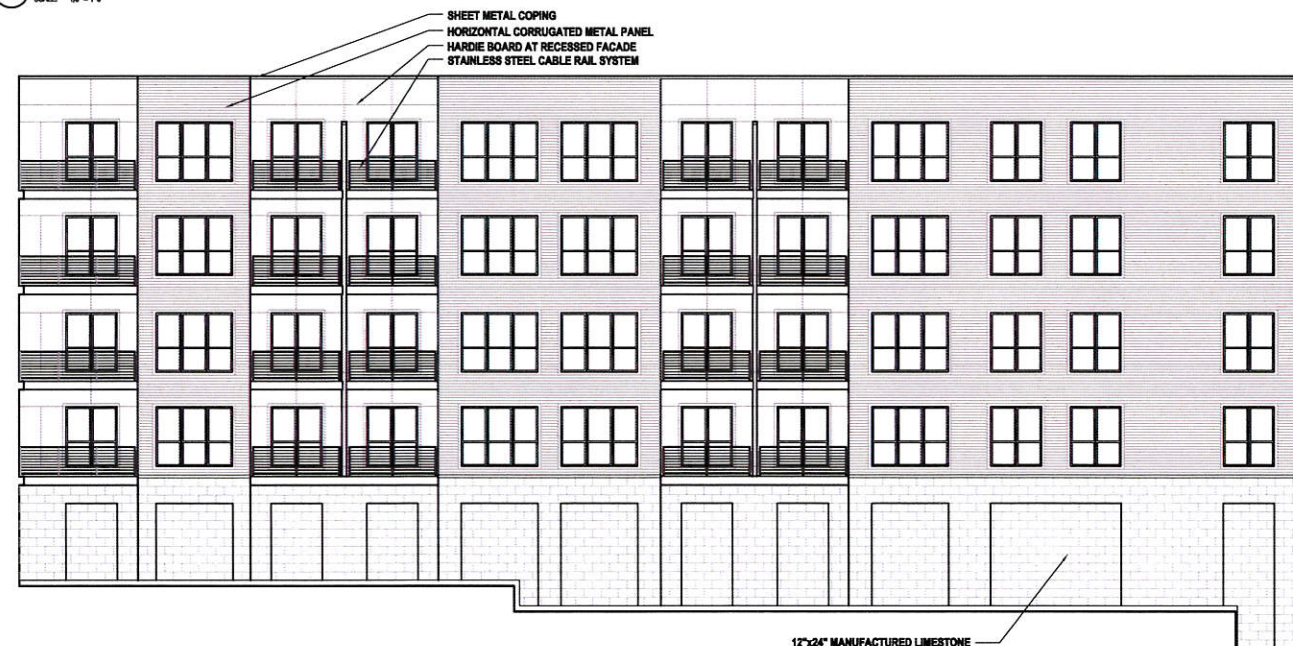 SHEET METAL COPING
HORIZONTAL CORRUGATED METAL PANEL
HARDIE BOARD AT RECESSED FACADE
STAINLESS STEEL CABLE RAIL SYSTEM
12"x24" MANUFACTURED LIMESTONE